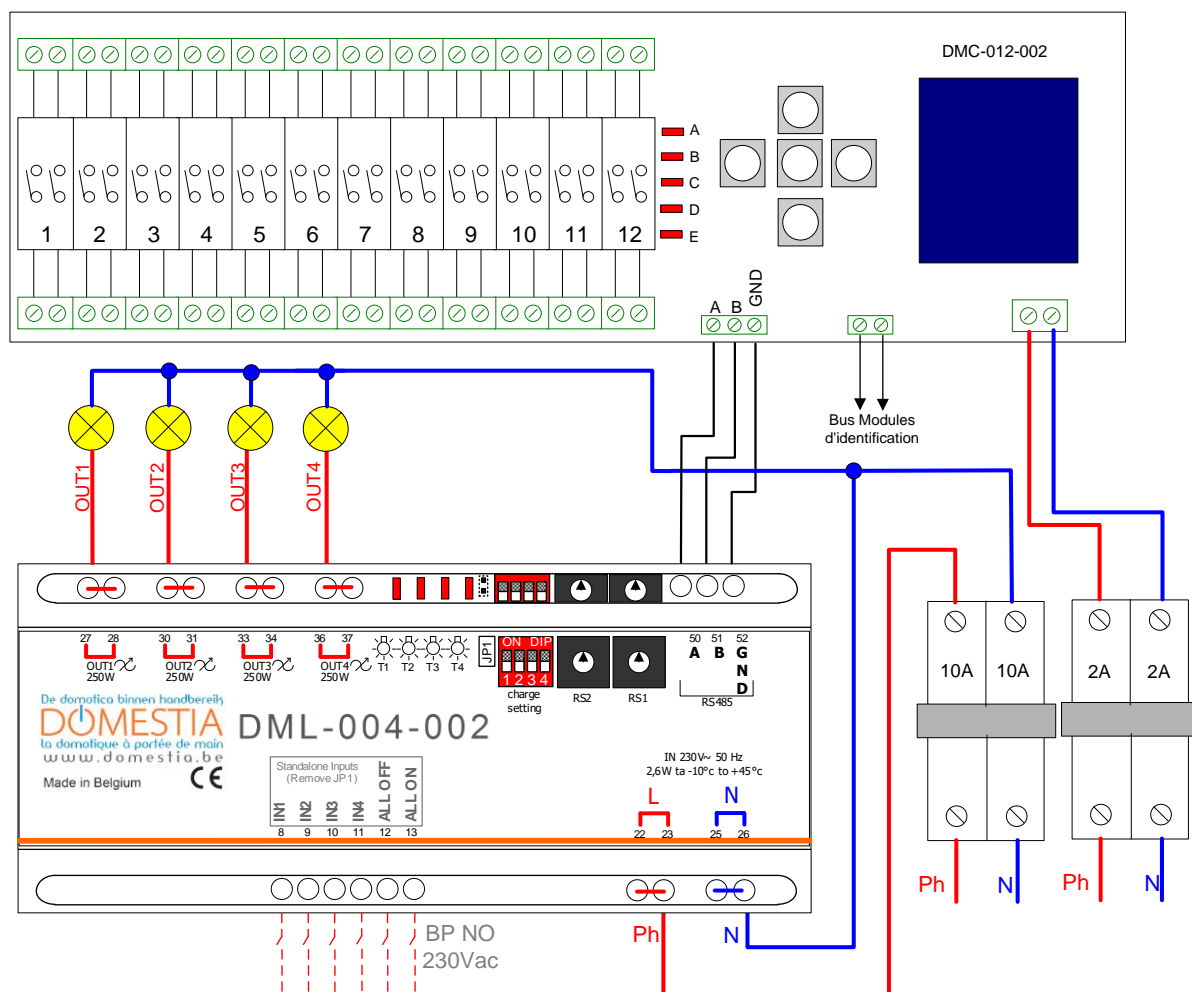 DMC-012-002
A
B
C
D
E
1 2 3 4 5 6 7 8 9 10 11 12
A B GND
Bus Modules
d'identification
OUT1 OUT2 OUT3 OUT4
27 28 30 31 33 34 36 37
OUT1 OUT2 OUT3 OUT4
250W 250W 250W 250W
T1 T2 T3 T4
JP1
ON DIP
1 2 3 4
charge
setting
RS2 RS1
50 51 52
A B GND
RS485
10A 10A 2A 2A
De domotica binnen handbereik
DOMESTIA
la domotique à portée de main
www.domestia.be
Made in Belgium CE
DML-004-002
Standalone Inputs
(Remove JP1)
IN1 IN2 IN3 IN4 ALL OFF ALL ON
8 9 10 11 12 13
IN 230V~ 50 Hz
2,6W ta -10°c to +45°c
L N
22 23 25 26
Ph N Ph N
BP NO
230Vac
Ph N